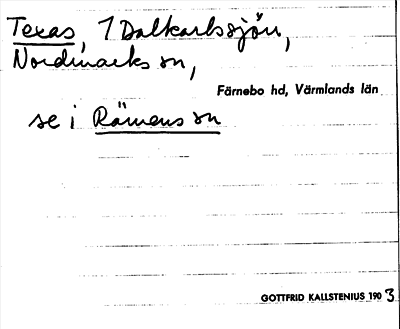 Texas, 1 Dalkarlssjön,
Nordmarks sn,
Färnebo hd, Värmlands län
se i Rämens sn
GOTTFRID KALLSTENIUS 1903